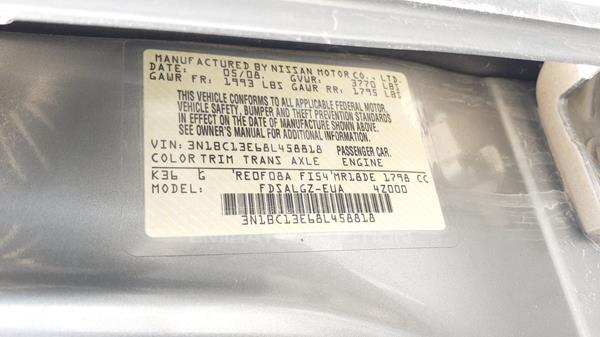 MANUFACTURED BY NISSAN MOTOR CO., LTD.
DATE: 05/08. GVWR: 3770 LBS
GAWR FR: 1993 LBS GAWR RR: 1795 LBS
THIS VEHICLE CONFORMS TO ALL APPLICABLE FEDERAL MOTOR
VEHICLE SAFETY, BUMPER AND THEFT PREVENTION STANDARDS
IN EFFECT ON THE DATE OF MANUFACTURE SHOWN ABOVE.
SEE OWNER'S MANUAL FOR ADDITIONAL INFORMATION.
VIN: 3N1BC13E68L458818 PASSENGER CAR.
COLOR TRIM TRANS AXLE ENGINE
K36 G 'RE0F08A FI54'MR18DE 1798 CC
MODEL: FDSALGZ-EUA 4Z000
3N1BC13E68L458818